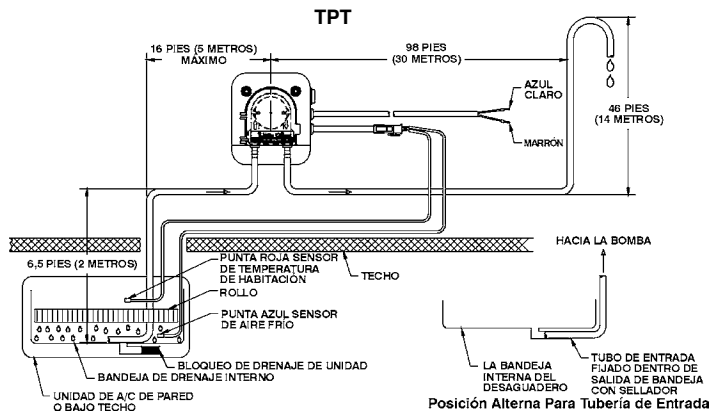 TPT
16 PIES (5 METROS)
MÁXIMO
98 PIES
(30 METROS)
AZUL
CLARO
46 PIES
(14 METROS)
MARRÓN
HACIA LA BOMBA
6,5 PIES (2 METROS)
PUNTA ROJA SENSOR
DE TEMPERATURA
DE HABITACIÓN
TECHO
ROLLO
PUNTA AZUL SENSOR
DE AIRE FRÍO
BLOQUEO DE DRENAJE DE UNIDAD
BANDEJA DE DRENAJE INTERNO
UNIDAD DE A/C DE PARED
O BAJO TECHO
LA BANDEJA
INTERNA DEL
DESAGUADERO
TUBO DE ENTRADA
FIJADO DENTRO DE
SALIDA DE BANDEJA
CON SELLADOR
Posición Alterna Para Tubería de Entrada